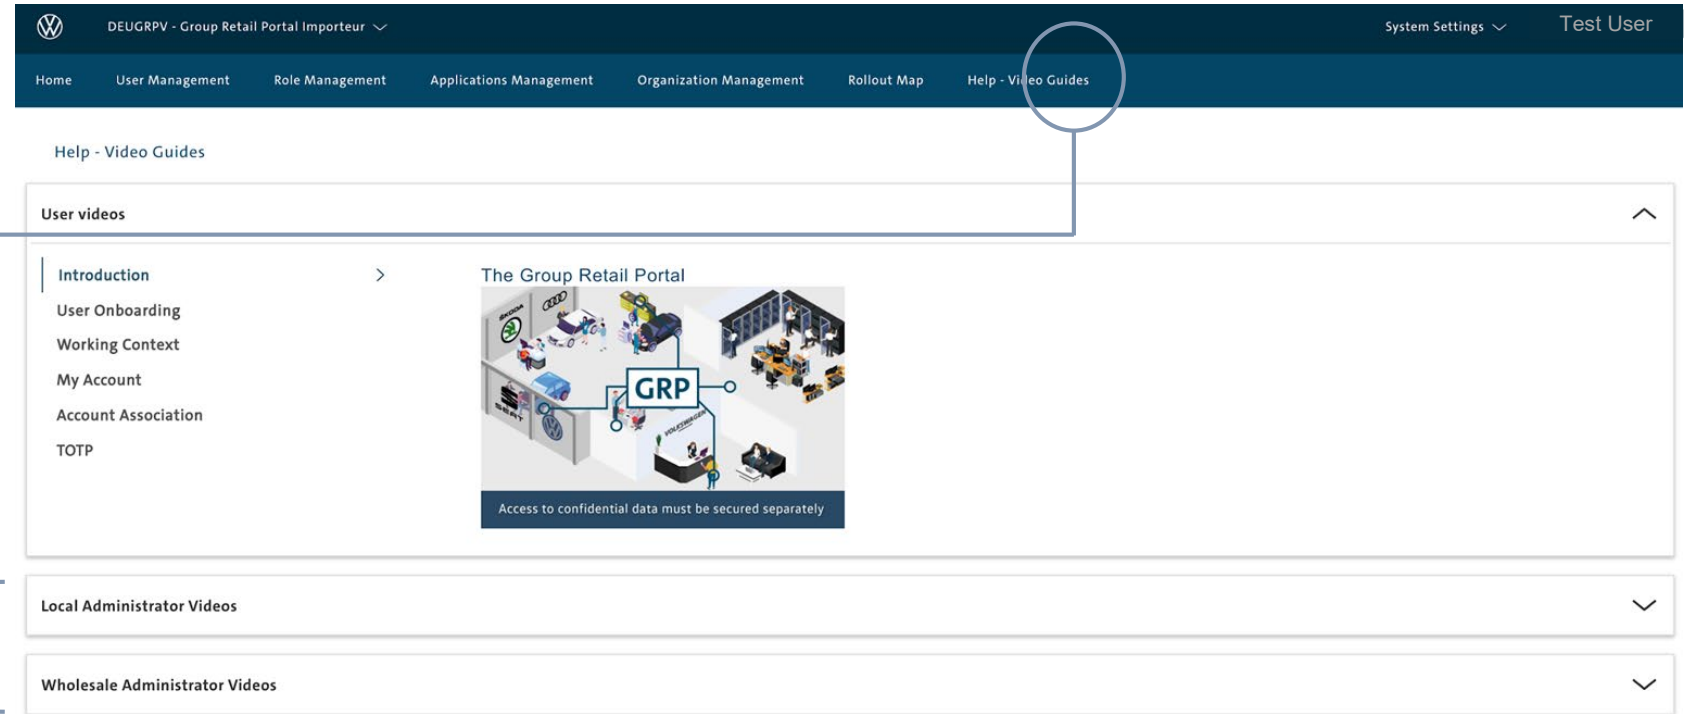 DEUGRPV - Group Retail Portal Importeur
System Settings
Test User
Home
User Management
Role Management
Applications Management
Organization Management
Rollout Map
Help - Video Guides
Help - Video Guides
User videos
Introduction
User Onboarding
Working Context
My Account
Account Association
TOTP
The Group Retail Portal
ŠKODA
GRP
SEAT
VOLKSWAGEN
Access to confidential data must be secured separately
Local Administrator Videos
Wholesale Administrator Videos